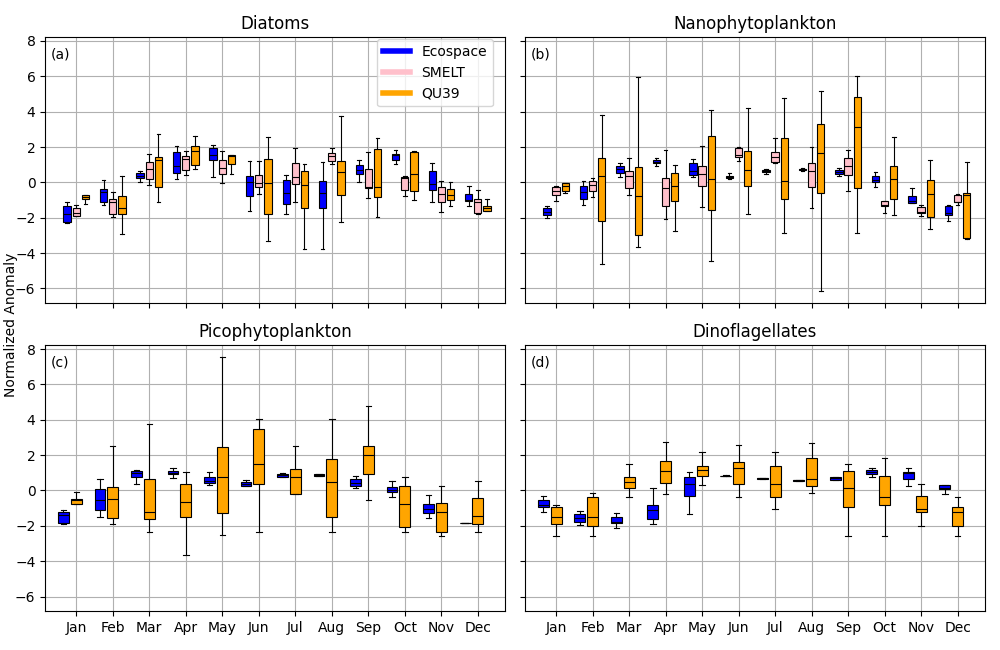 Diatoms
Nanophytoplankton
(a)
Ecospace
SMELT
QU39
(b)
8
6
4
2
0
−2
−4
−6
Normalized Anomaly
Picophytoplankton
Dinoflagellates
(c)
(d)
8
6
4
2
0
−2
−4
−6
Jan Feb Mar Apr May Jun Jul Aug Sep Oct Nov Dec
Jan Feb Mar Apr May Jun Jul Aug Sep Oct Nov Dec